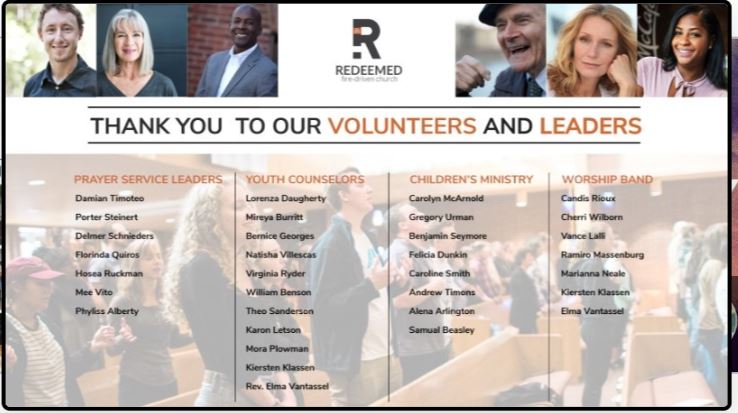 R
REDEEMED
fire-driven church
THANK YOU TO OUR VOLUNTEERS AND LEADERS
PRAYER SERVICE LEADERS
Damian Timoteo
Porter Steinert
Delmer Schnieders
Florinda Quiros
Hosea Ruckman
Mee Vito
Phyliss Alberty
YOUTH COUNSELORS
Lorenza Daugherty
Mireya Burritt
Bernice Georges
Natisha Villescas
Virginia Ryder
William Benson
Theo Sanderson
Karon Letson
Mora Plowman
Kiersten Klassen
Rev. Elma Vantassel
CHILDREN'S MINISTRY
Carolyn McArnold
Gregory Urman
Benjamin Seymore
Felicia Dunkin
Caroline Smith
Andrew Timons
Alena Arlington
Samual Beasley
WORSHIP BAND
Candis Rioux
Cherri Wilborn
Vance Lalli
Ramiro Massenburg
Marianna Neale
Kiersten Klassen
Elma Vantassel